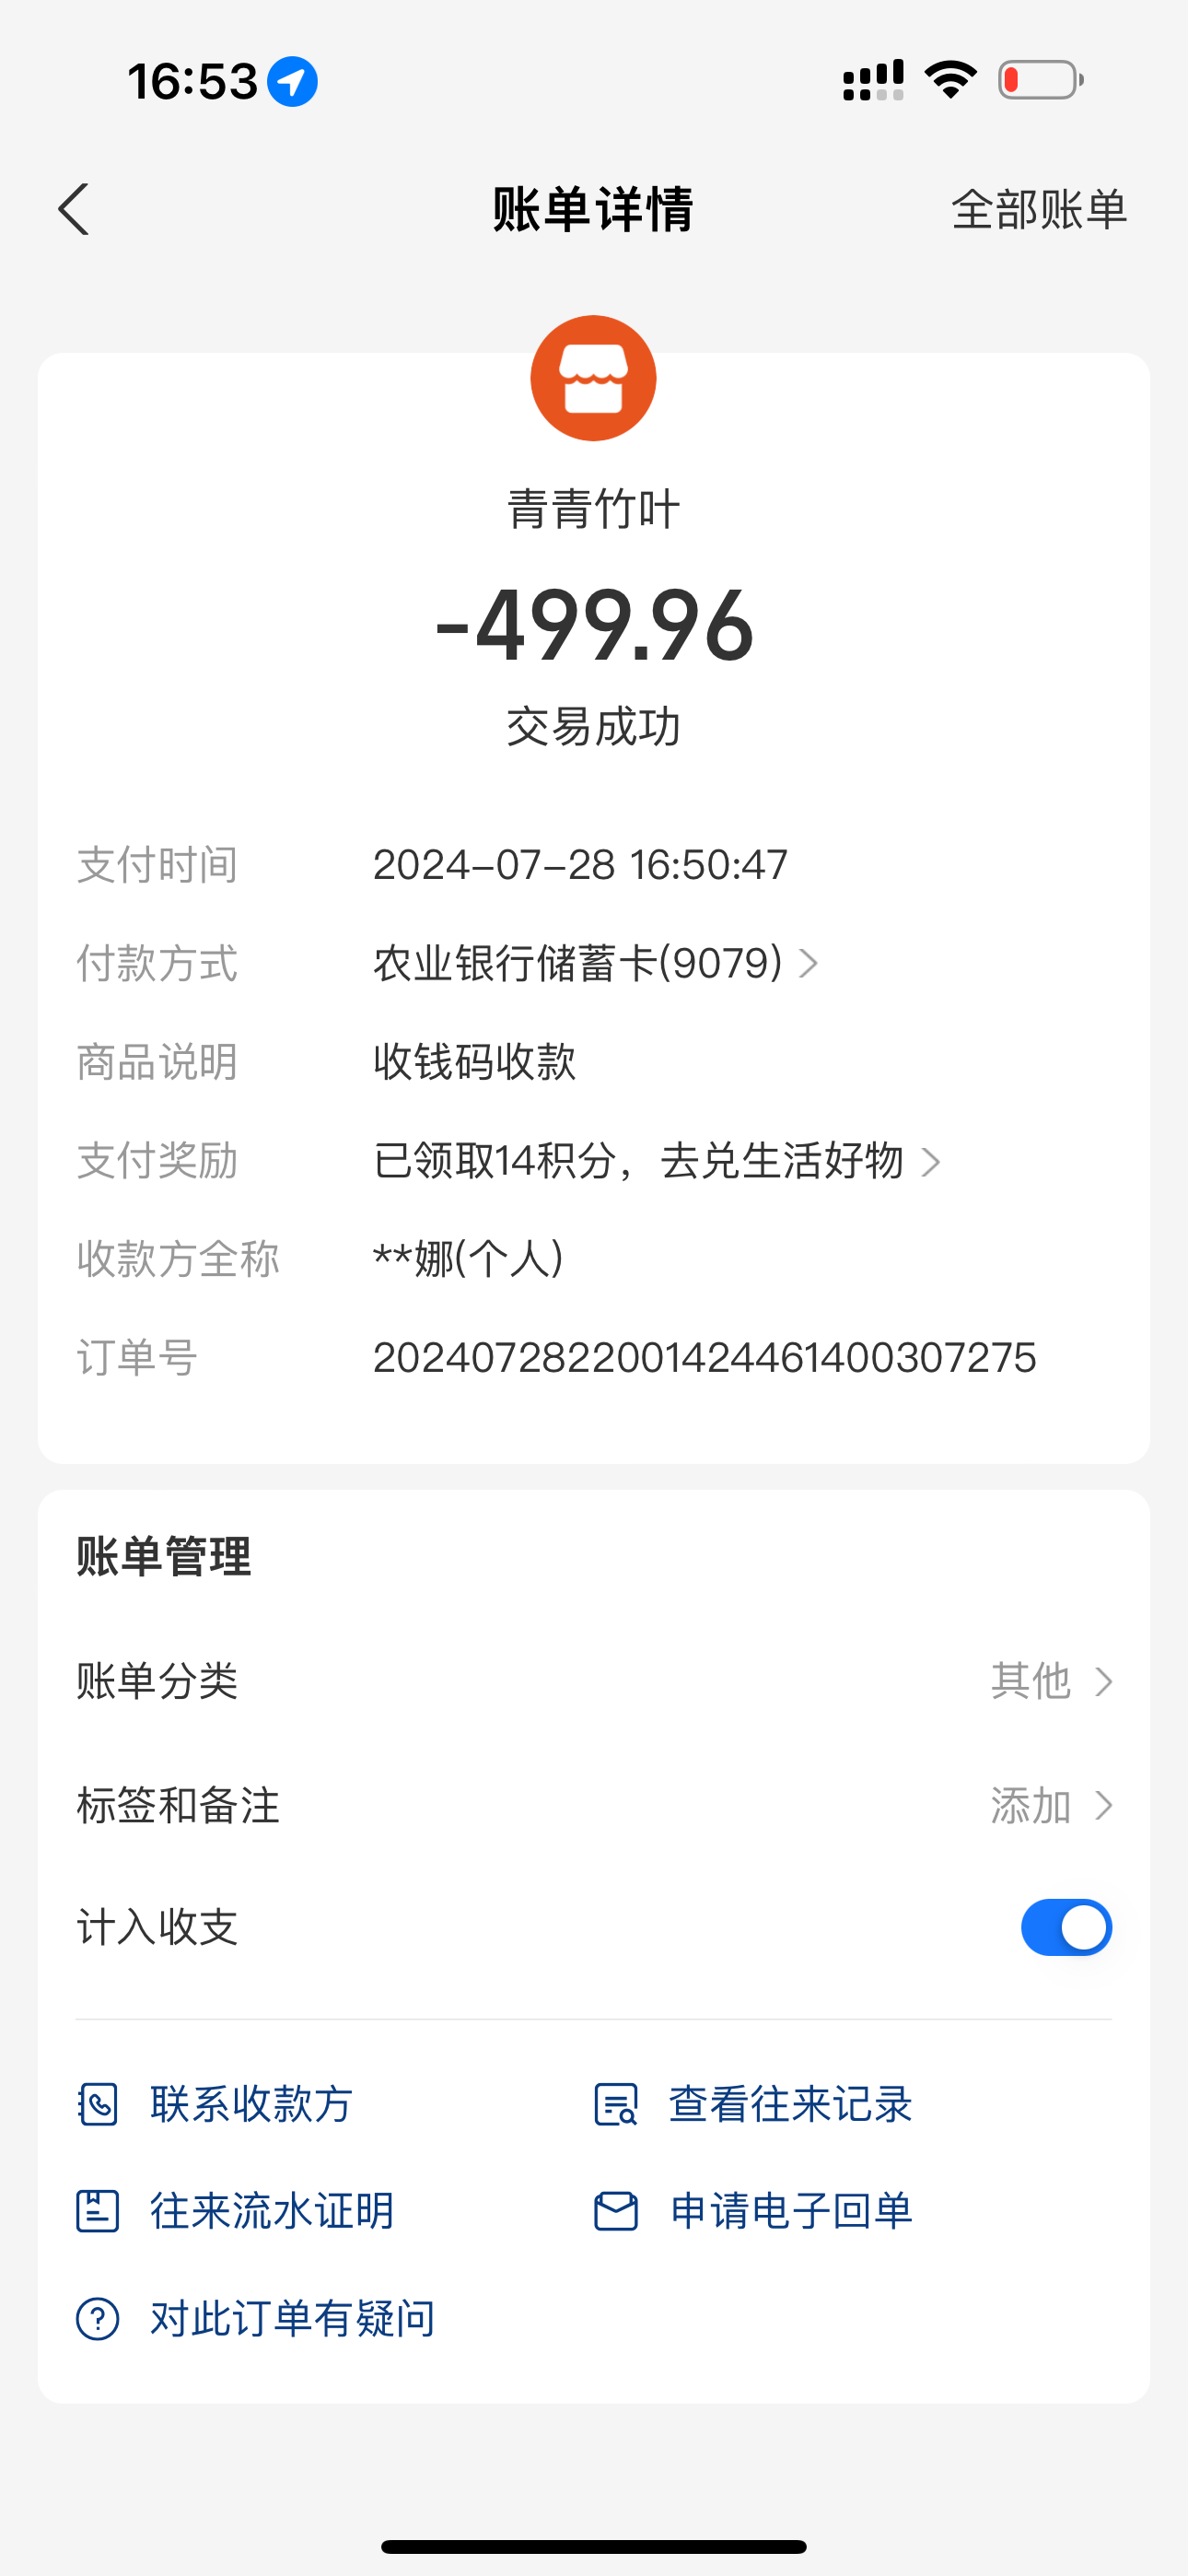 16:53
账单详情
全部账单
青青竹叶
-499.96
交易成功
支付时间 2024-07-28 16:50:47
付款方式 农业银行储蓄卡(9079)
商品说明 收钱码收款
支付奖励 已领取14积分，去兑生活好物
收款方全称 **娜(个人)
订单号 2024072822001424461400307275
账单管理
账单分类 其他
标签和备注 添加
计入收支
联系收款方 查看往来记录
往来流水证明 申请电子回单
对此订单有疑问